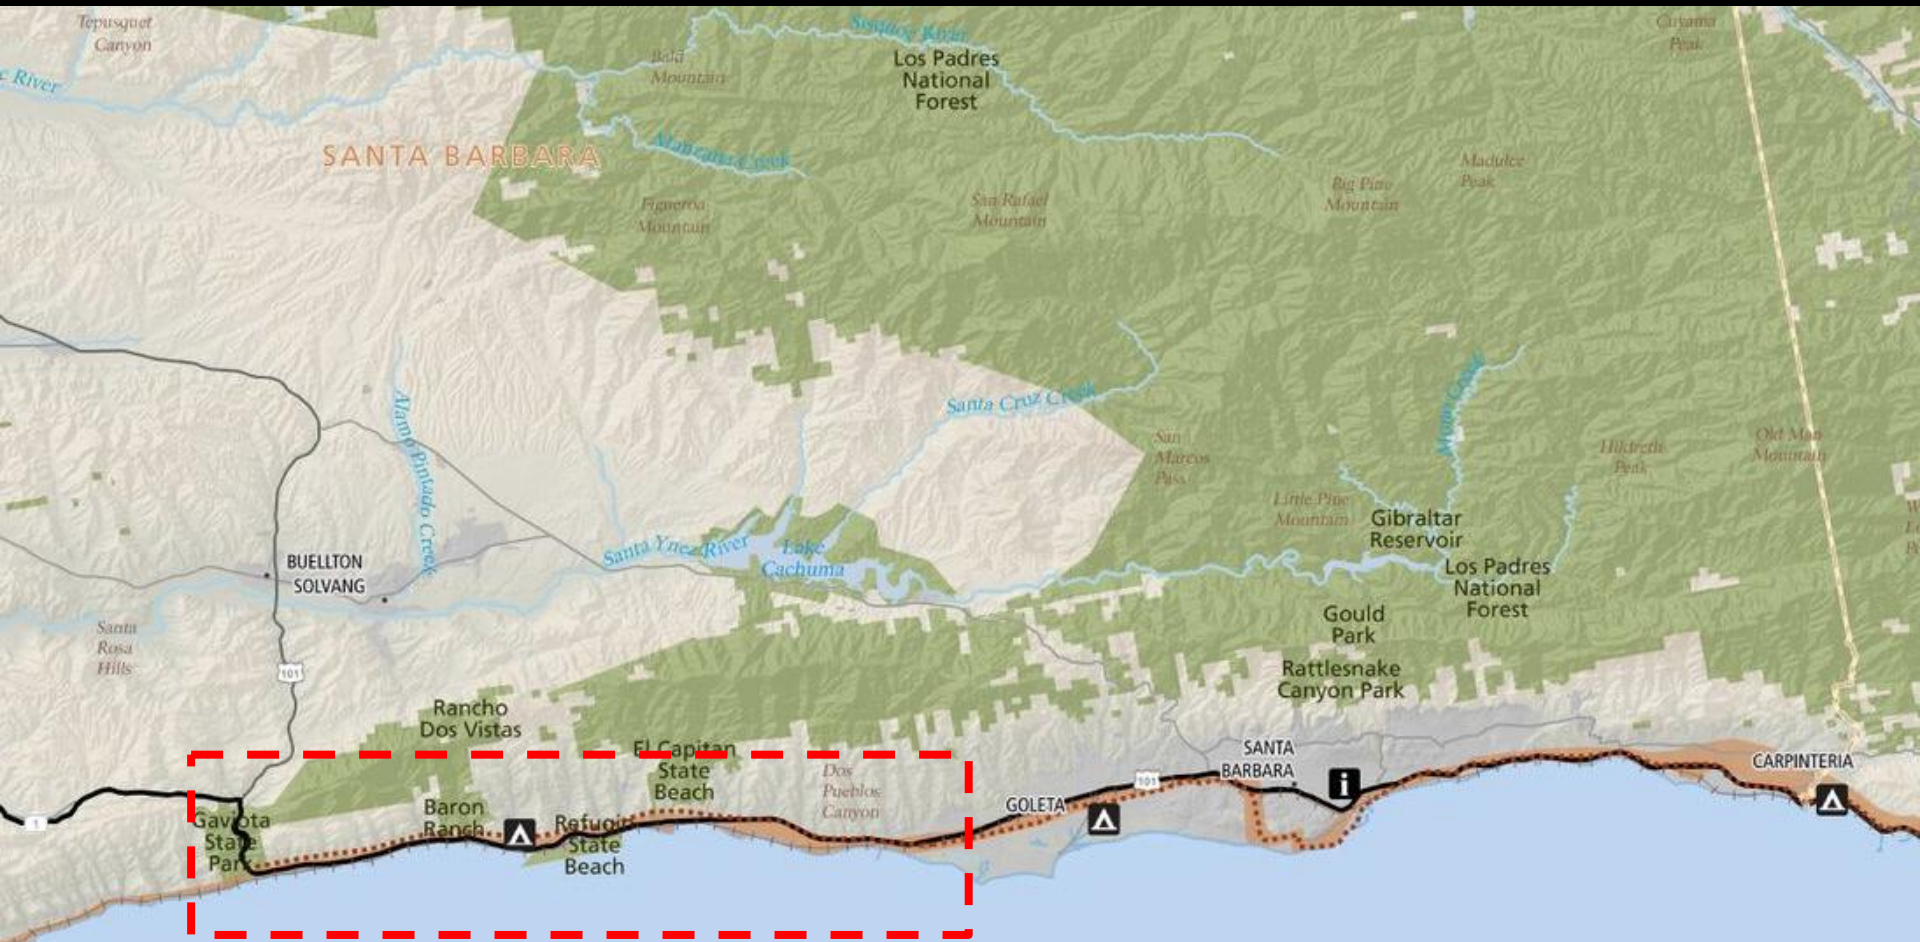 Tepusquet
Canyon
c River
Bald
Mountain
Sisquoc River
Los Padres
National
Forest
Cuyama
Peak
SANTA BARBARA
Manzana Creek
Figueroa
Mountain
San Rafael
Mountain
Big Pine
Mountain
Madulce
Peak
Alamo Pintado Creek
Santa Cruz Creek
Mono Creek
San
Marcos
Pass
Hildreth
Peak
Old Man
Mountain
Little Pine
Mountain
Gibraltar
Reservoir
BUELLTON
SOLVANG
Santa Ynez River
Lake
Cachuma
Los Padres
National
Forest
Santa
Rosa
Hills
Gould
Park
101
Rattlesnake
Canyon Park
Rancho
Dos Vistas
El Capitan
State
Beach
Dos
Pueblos
Canyon
SANTA
BARBARA
CARPINTERIA
101
GOLETA
i
1
Gaviota
State
Park
Baron
Ranch
Refugio
State
Beach